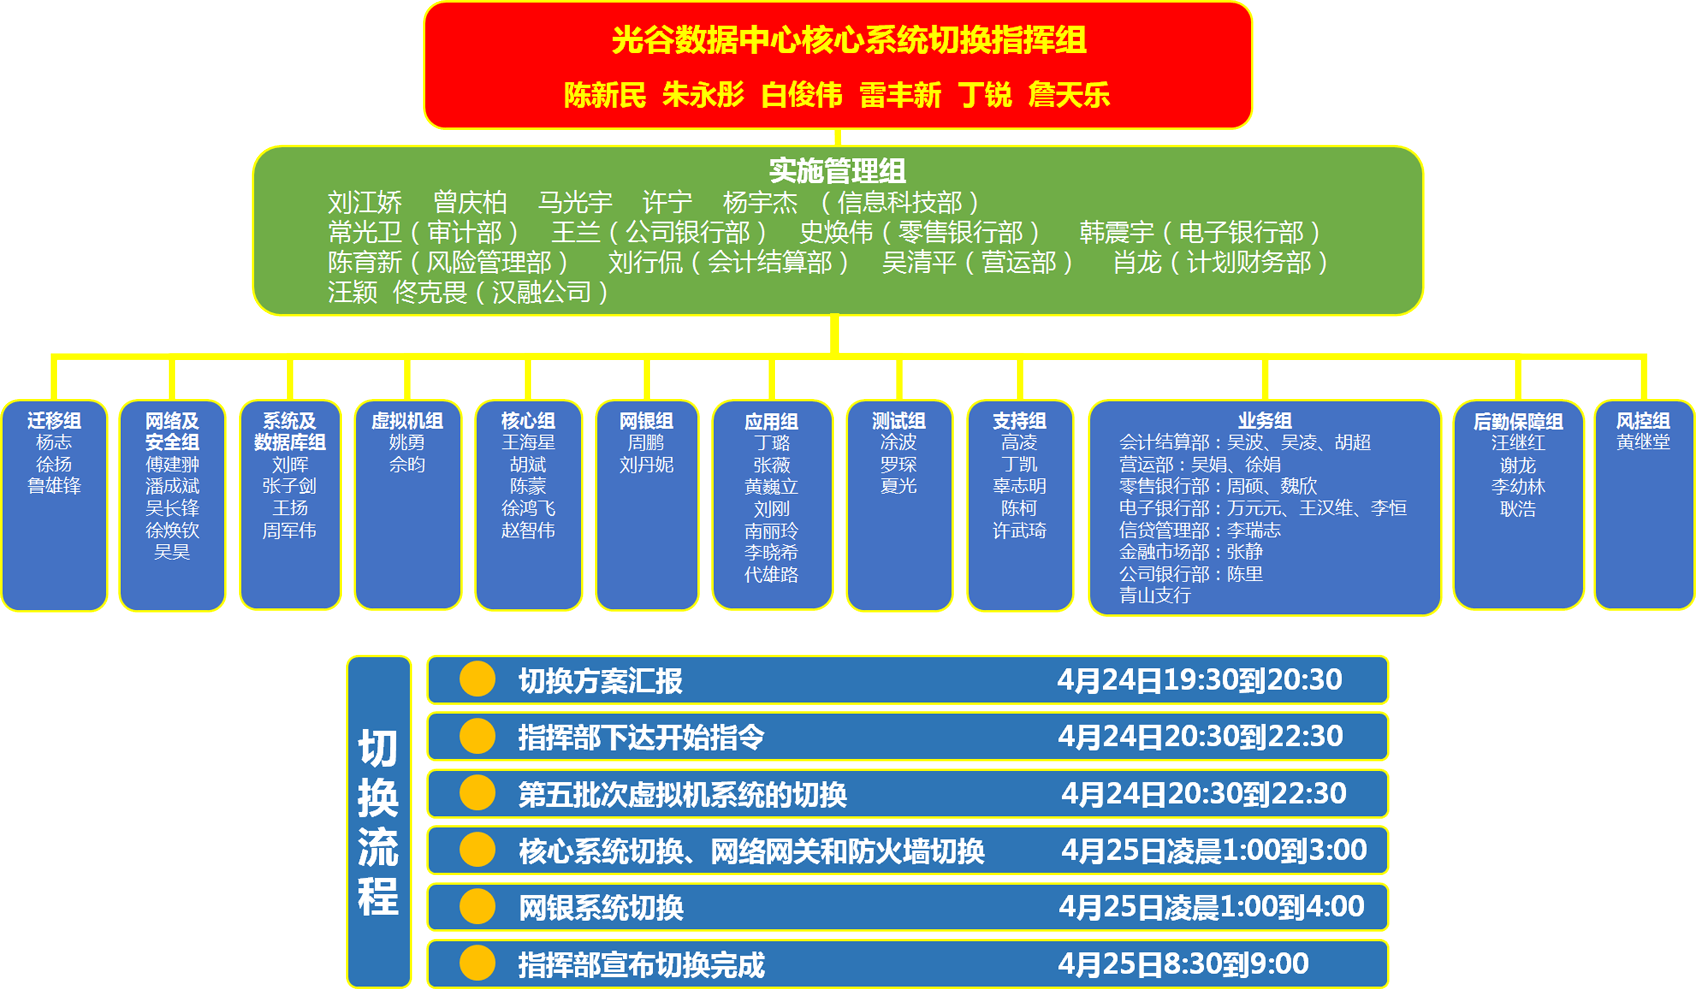 光谷数据中心核心系统切换指挥组
陈新民 朱永彤 白俊伟 雷丰新 丁锐 詹天乐
实施管理组
刘江娇 曾庆柏 马光宇 许宁 杨宇杰 （信息科技部）
常光卫（审计部） 王兰（公司银行部） 史焕伟（零售银行部） 韩震宇（电子银行部）
陈育新（风险管理部） 刘行侃（会计结算部） 吴清平（营运部） 肖龙（计划财务部）
汪颖 佟克畏（汉融公司）
迁移组
杨志
徐扬
鲁雄锋
网络及
安全组
傅建翀
潘成斌
吴长锋
徐焕钦
吴昊
系统及
数据库组
刘晖
张子剑
王扬
周军伟
虚拟机组
姚勇
佘昀
核心组
王海星
胡斌
陈蒙
徐鸿飞
赵智伟
网银组
周鹏
刘丹妮
应用组
丁璐
张薇
黄巍立
刘刚
南丽玲
李晓希
代雄路
测试组
凃波
罗琛
夏光
支持组
高凌
丁凯
辜志明
陈柯
许武琦
业务组
会计结算部：吴波、吴凌、胡超
营运部：吴娟、徐娟
零售银行部：周硕、魏欣
电子银行部：万元元、王汉维、李恒
信贷管理部：李瑞志
金融市场部：张静
公司银行部：陈里
青山支行
后勤保障组
汪继红
谢龙
李幼林
耿浩
风控组
黄继堂
切换流程
切换方案汇报 4月24日19:30到20:30
指挥部下达开始指令 4月24日20:30到22:30
第五批次虚拟机系统的切换 4月24日20:30到22:30
核心系统切换、网络网关和防火墙切换 4月25日凌晨1:00到3:00
网银系统切换 4月25日凌晨1:00到4:00
指挥部宣布切换完成 4月25日8:30到9:00